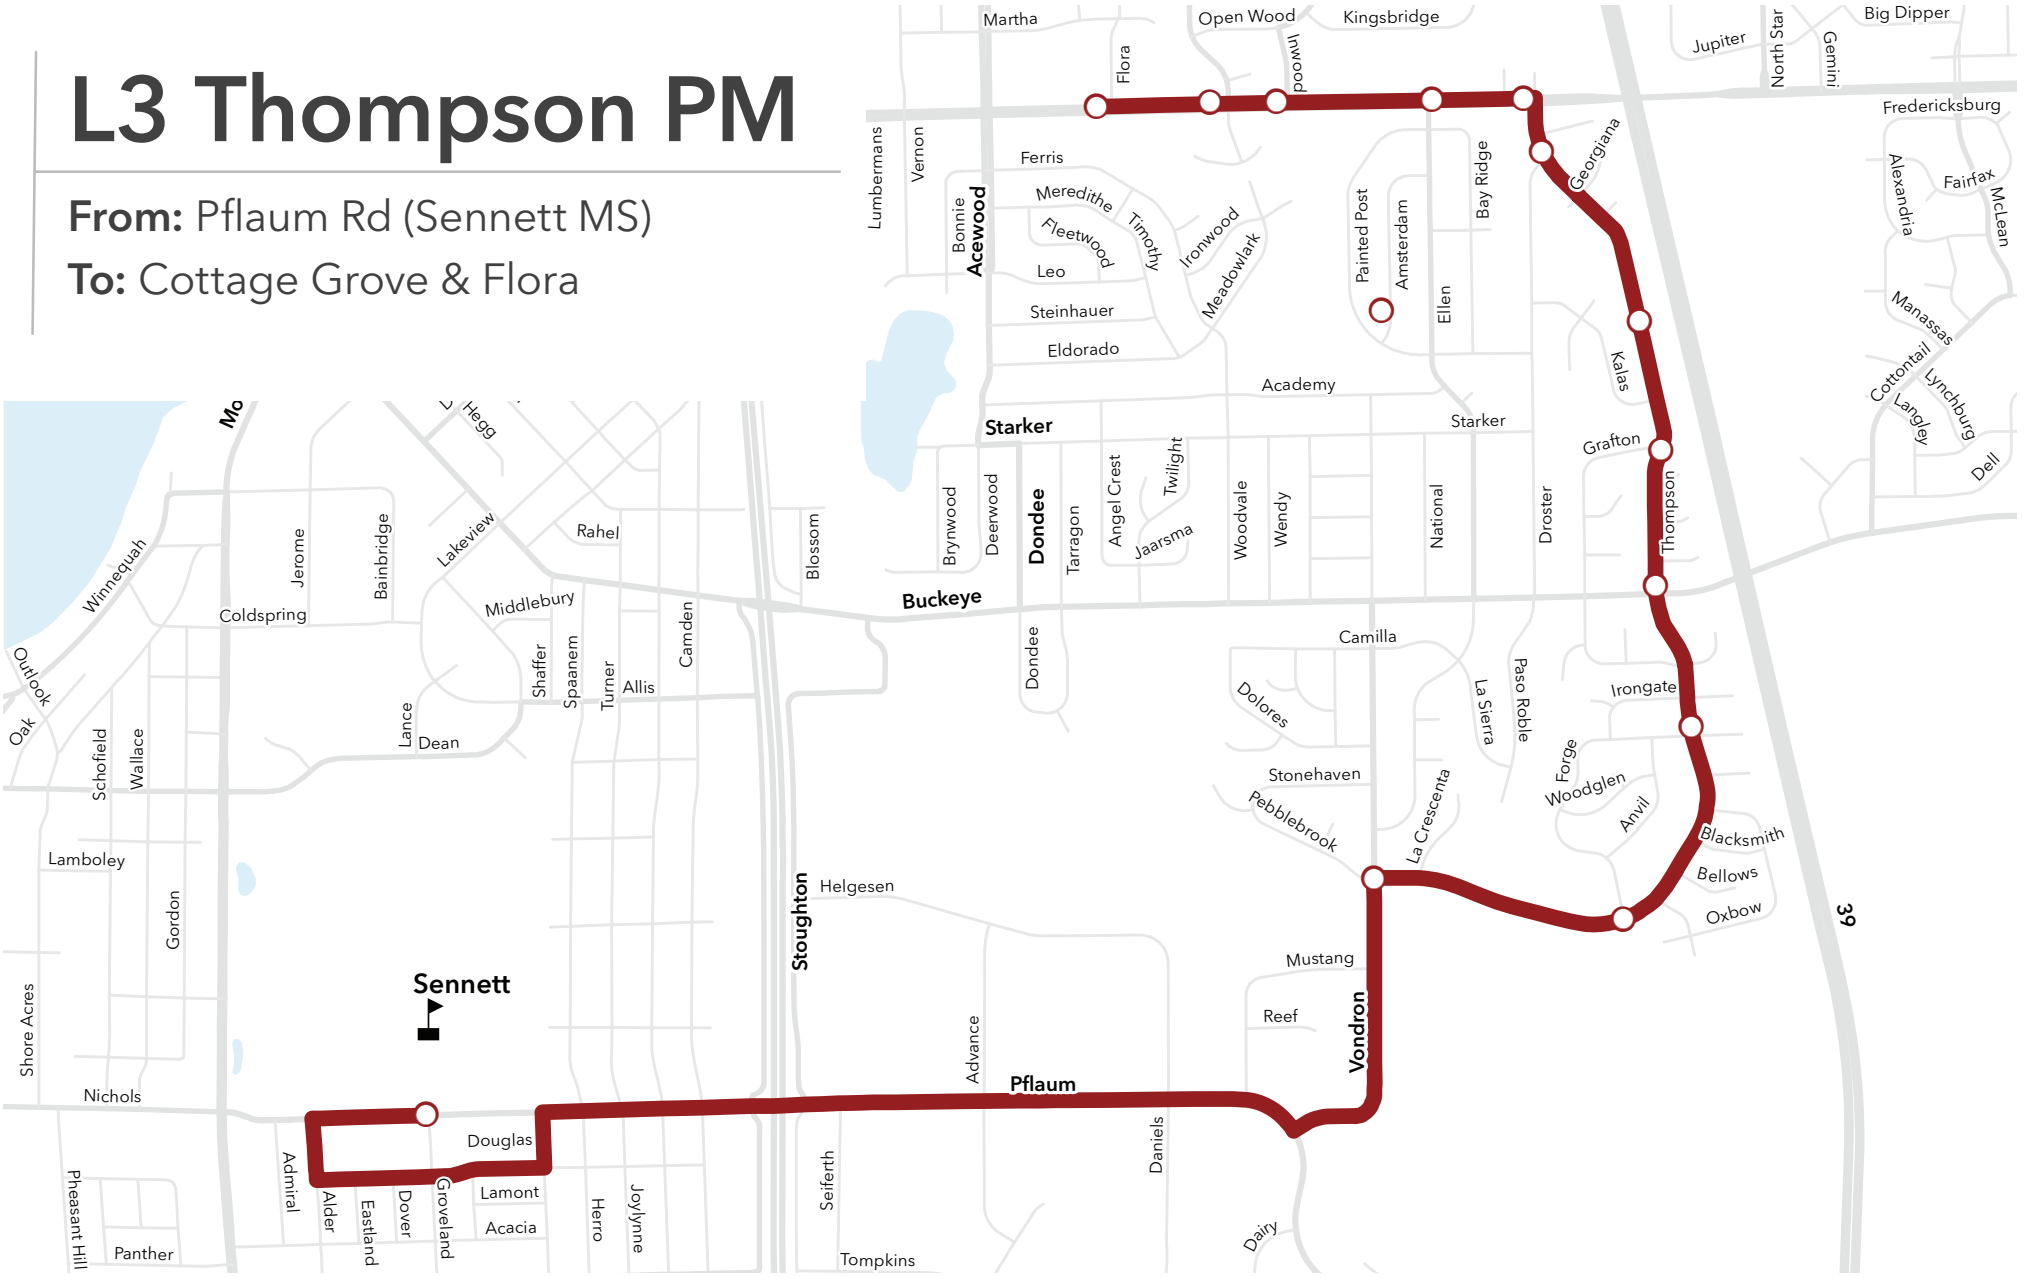 L3 Thompson PM
From: Pflaum Rd (Sennett MS)
To: Cottage Grove & Flora
Martha
Open Wood
Kingsbridge
Big Dipper
Jupiter
North Star
Gemini
Flora
Inwood
Fredericksburg
Lumbermans
Vernon
Ferris
Georgiana
Bay Ridge
Alexandria
Fairfax
McLean
Bonnie
Acewood
Meredithe
Fleetwood
Timothy
Ironwood
Meadowlark
Painted Post
Amsterdam
Ellen
Leo
Steinhauer
Eldorado
Manassas
Kalas
Academy
Cottontail
Lynchburg
Langley
Dell
Mo
Hegg
Starker
Starker
Grafton
Thompson
Winnequah
Jerome
Bainbridge
Lakeview
Rahel
Blossom
Brynwood
Deerwood
Dondee
Tarragon
Angel Crest
Twilight
Jaarsma
Woodvale
Wendy
National
Droster
Coldspring
Middlebury
Buckeye
Camden
Outlook
Oak
Shaffer
Spaanem
Turner
Allis
Dondee
Camilla
Dolores
La Sierra
Paso Roble
Irongate
Schofield
Wallace
Lance
Dean
Stonehaven
Pebblebrook
La Crescenta
Forge
Woodglen
Anvil
Blacksmith
Bellows
Oxbow
39
Lamboley
Gordon
Stoughton
Helgesen
Sennett
Shore Acres
Advance
Mustang
Reef
Vondron
Nichols
Pflaum
Douglas
Daniels
Admiral
Alder
Eastland
Dover
Groveland
Lamont
Acacia
Herro
Joylynne
Seiferth
Pheasant Hill
Panther
Tompkins
Dairy